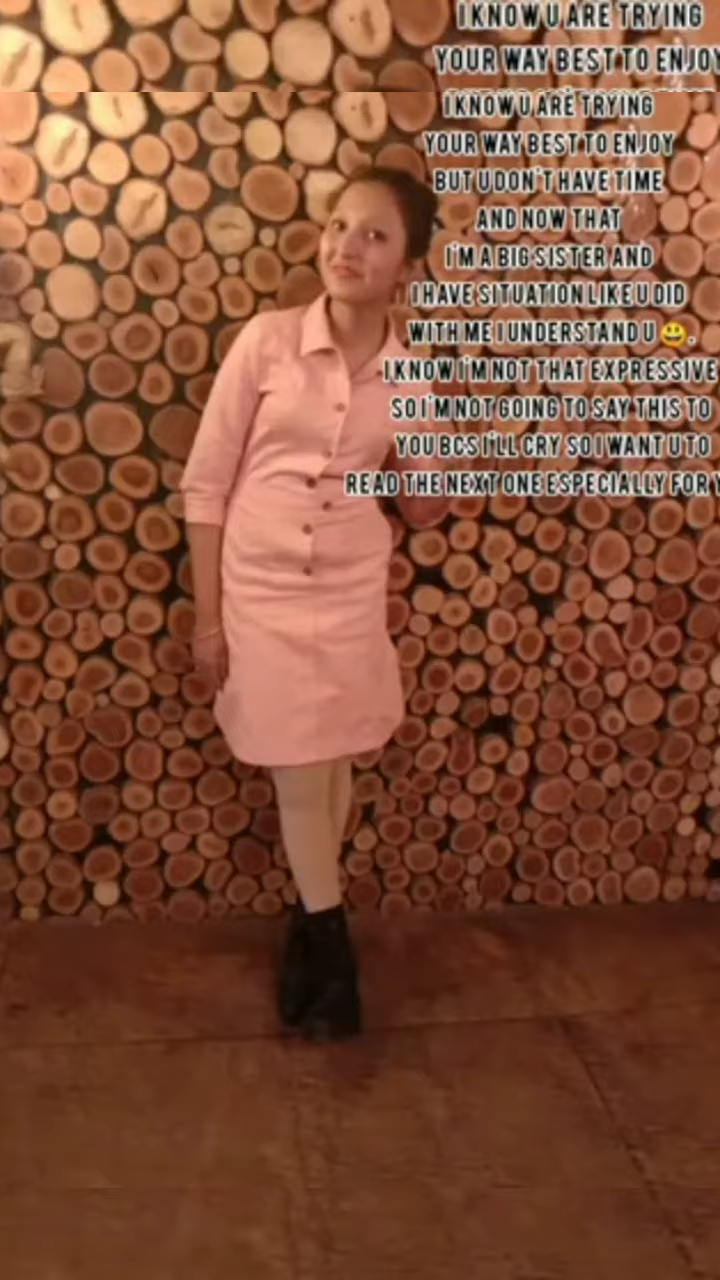 I KNOW U ARE TRYING
YOUR WAY BEST TO ENJOY
I KNOW U ARE TRYING
YOUR WAY BEST TO ENJOY
BUT U DON'T HAVE TIME
AND NOW THAT
I'M A BIG SISTER AND
I HAVE SITUATION LIKE U DID
WITH ME I UNDERSTAND U 😃.
I KNOW I'M NOT THAT EXPRESSIVE
SO I'M NOT GOING TO SAY THIS TO
YOU BCS I'LL CRY SO I WANT U TO
READ THE NEXT ONE ESPECIALLY FOR